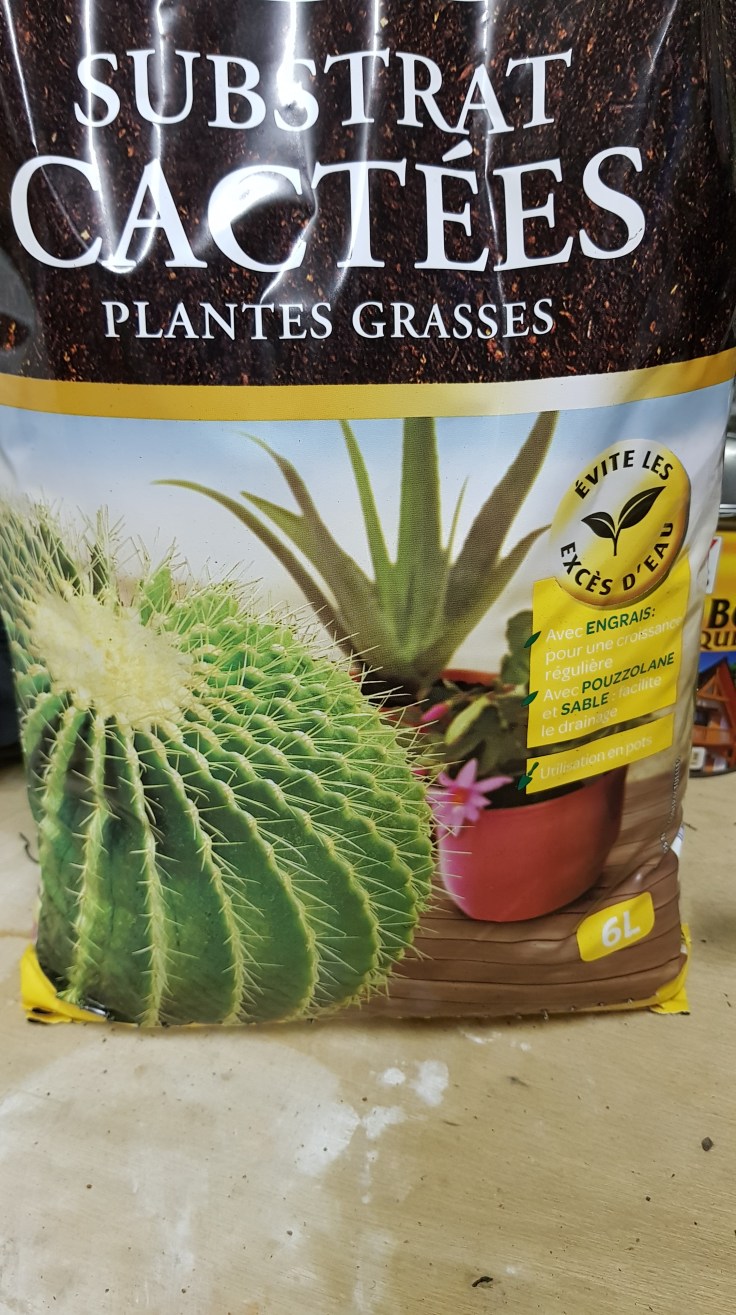 SUBSTRAT
CACTÉES
PLANTES GRASSES
ÉVITE LES
EXCÈS D'EAU
Avec ENGRAIS:
pour une croissance
régulière
Avec POUZZOLANE
et SABLE: facilite
le drainage
Utilisation en pots
6L